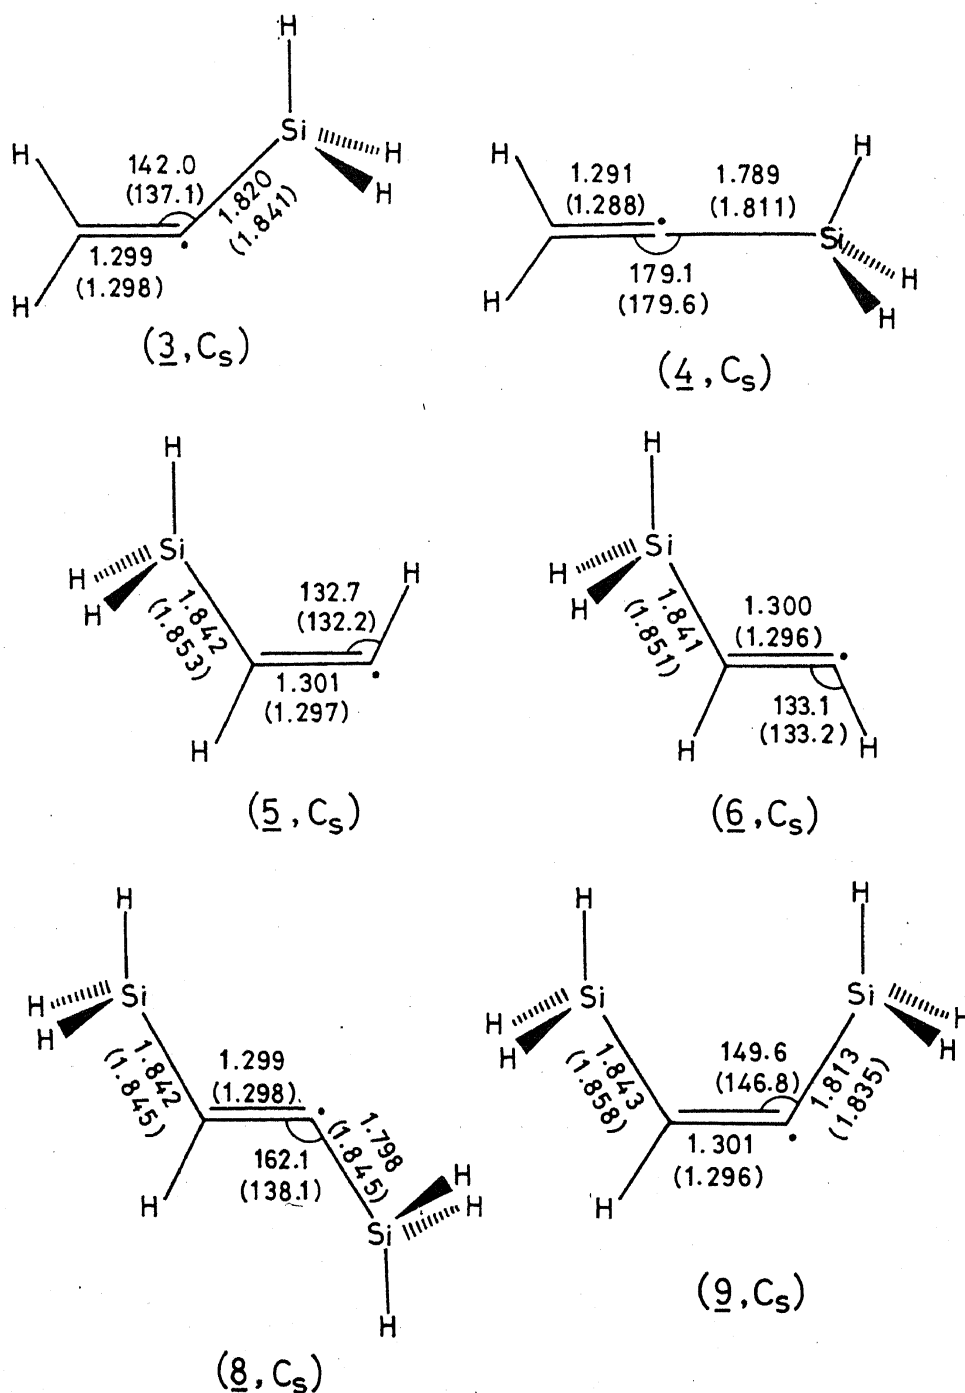 H
Si
H
H
H
142.0
(137.1)
1.820
(1.841)
1.299
(1.298)
H
(3, Cs)
H
1.291
(1.288)
1.789
(1.811)
H
Si
H
H
179.1
(179.6)
H
(4, Cs)
H
Si
H
H
1.842
(1.853)
132.7
(132.2)
H
1.301
(1.297)
H
(5, Cs)
H
Si
H
H
1.841
(1.851)
1.300
(1.296)
133.1
(133.2)
H
H
(6, Cs)
H
Si
H
H
1.842
(1.845)
1.299
(1.298)
162.1
(138.1)
1.798
(1.845)
H
H
H
Si
H
(8, Cs)
H
Si
H
H
1.843
(1.858)
149.6
(146.8)
1.813
(1.835)
H
Si
H
H
1.301
(1.296)
H
(9, Cs)